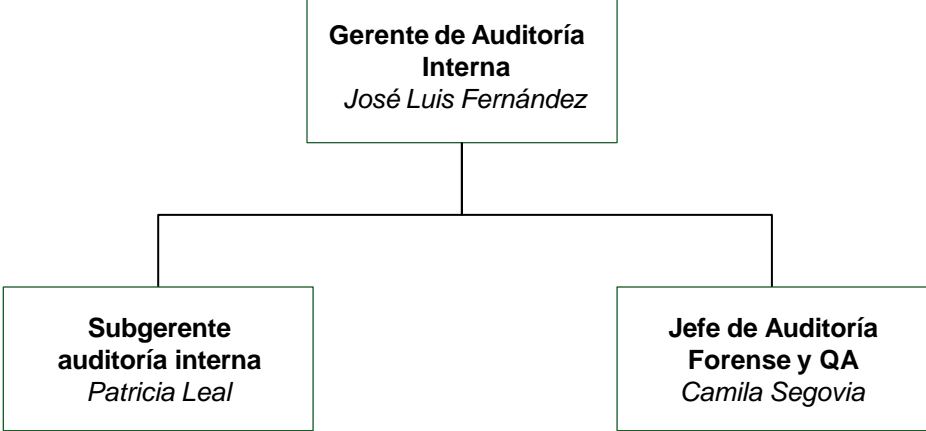 Gerente de Auditoría
Interna
José Luis Fernández
Subgerente
auditoría interna
Patricia Leal
Jefe de Auditoría
Forense y QA
Camila Segovia